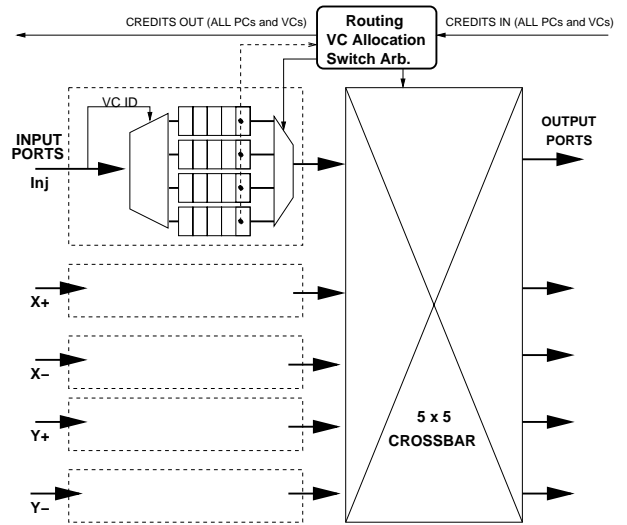 CREDITS OUT (ALL PCs and VCs)
Routing
VC Allocation
Switch Arb.
CREDITS IN (ALL PCs and VCs)
VC ID
INPUT
PORTS
Inj
OUTPUT
PORTS
X+
X−
Y+
Y−
5 x 5
CROSSBAR